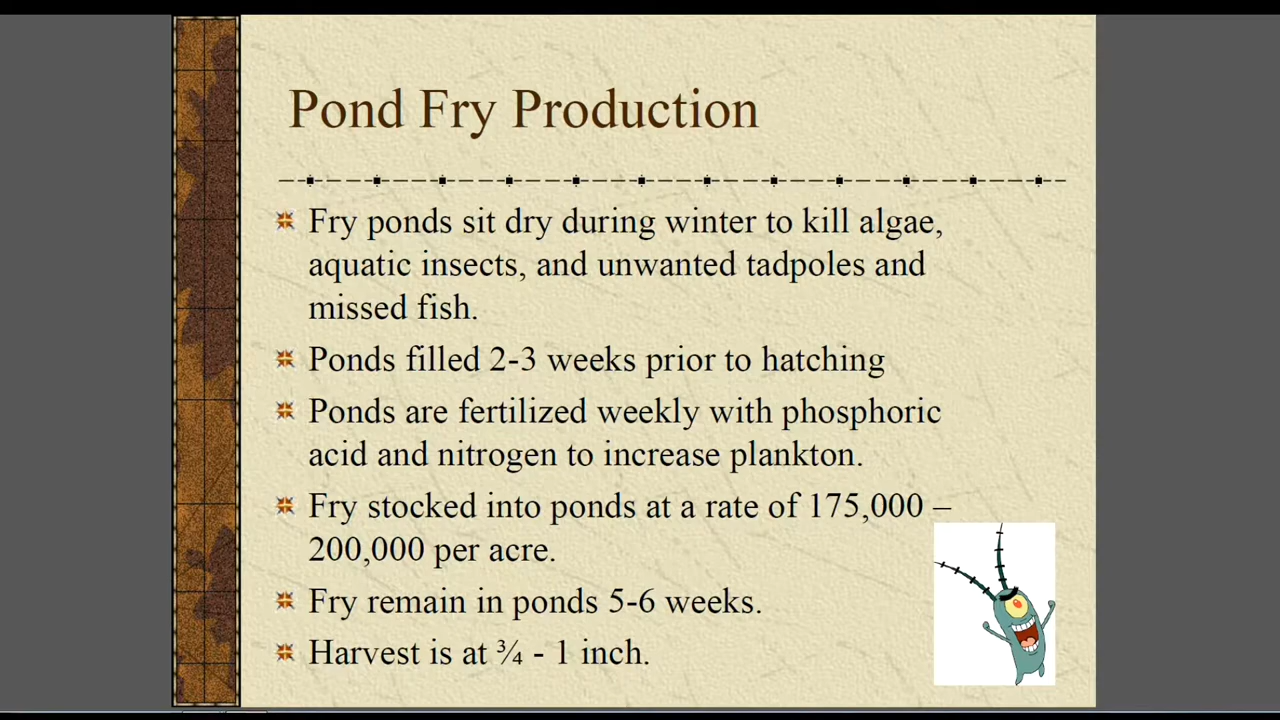 Pond Fry Production
Fry ponds sit dry during winter to kill algae,
aquatic insects, and unwanted tadpoles and
missed fish.
Ponds filled 2-3 weeks prior to hatching
Ponds are fertilized weekly with phosphoric
acid and nitrogen to increase plankton.
Fry stocked into ponds at a rate of 175,000 –
200,000 per acre.
Fry remain in ponds 5-6 weeks.
Harvest is at ¾ - 1 inch.